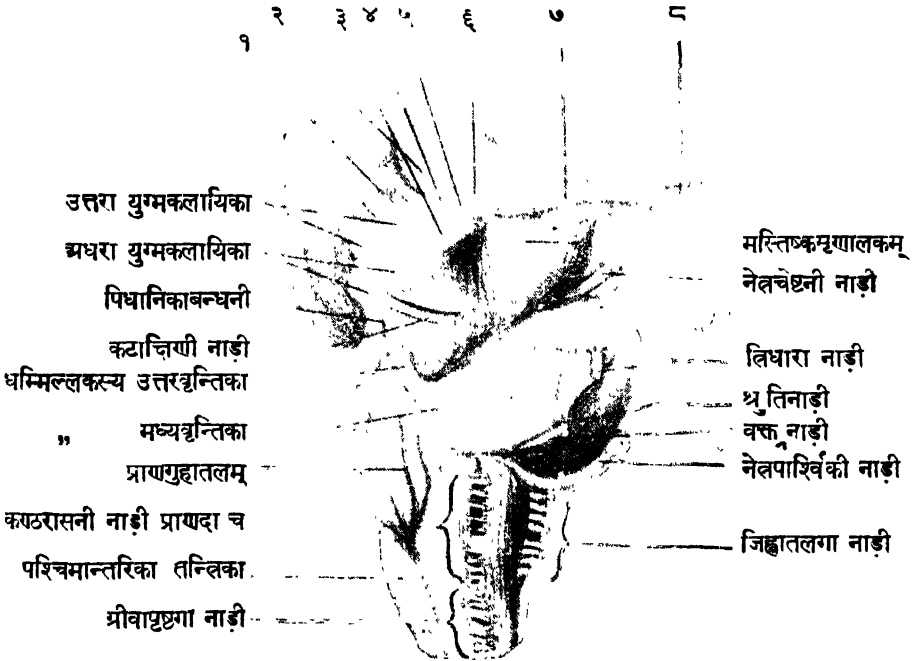 १ २ ३ ४ ५ ६ ७ ८
उत्तरा युग्मकलायिका
अधरा युग्मकलायिका
पिधानिकाबन्धनी
कटाक्षिणी नाड़ी
धम्मिल्लकस्य उत्तरवृन्तिका
„ मध्यवृन्तिका
प्राणगुहातलम्
कण्ठरासनी नाड़ी प्राणदा च
पश्चिमान्तरिका तन्त्रिका
ग्रीवापृष्ठगा नाड़ी
मस्तिष्कमृणालकम्
नेत्रचेष्टनी नाड़ी
त्रिधारा नाड़ी
श्रुतिनाड़ी
वक्त्रनाड़ी
नेत्रपार्श्विकी नाड़ी
जिह्वातलगा नाड़ी